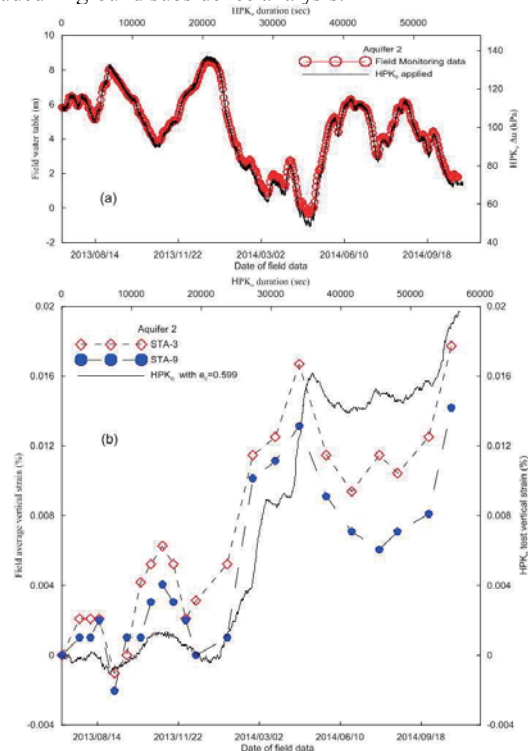 HPK₀ duration (sec)
0 10000 20000 30000 40000 50000
Aquifer 2
Field Monitoring data
HPK₀ applied
10
8
6
4
2
0
-2
Field water table (m)
140
120
100
80
60
40
HPK₀ Δu (kPa)
(a)
2013/08/14 2013/11/22 2014/03/02 2014/06/10 2014/09/18
Date of field data
HPK₀ duration (sec)
0 10000 20000 30000 40000 50000 60000
Aquifer 2
STA-3
STA-9
HPK₀ with e₀=0.599
0.02
0.016
0.012
0.008
0.004
0
-0.004
Field average vertical strain (%)
0.02
0.016
0.012
0.008
0.004
0
-0.004
HPK₀ test vertical strain (%)
(b)
2013/08/14 2013/11/22 2014/03/02 2014/06/10 2014/09/18
Date of field data